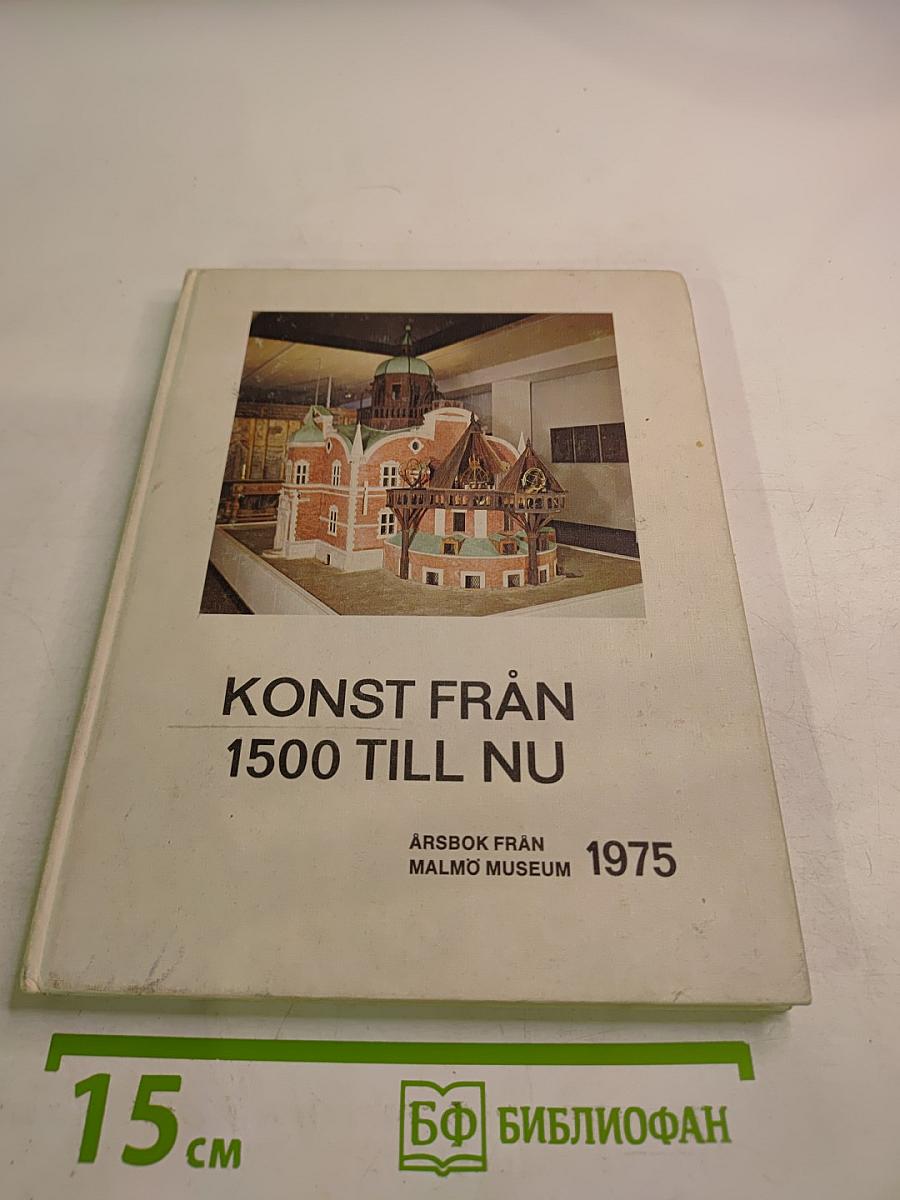 KONST FRÅN
1500 TILL NU
ÅRSBOK FRÅN
MALMÖ MUSEUM 1975
15 см
БФ БИБЛИОФАН